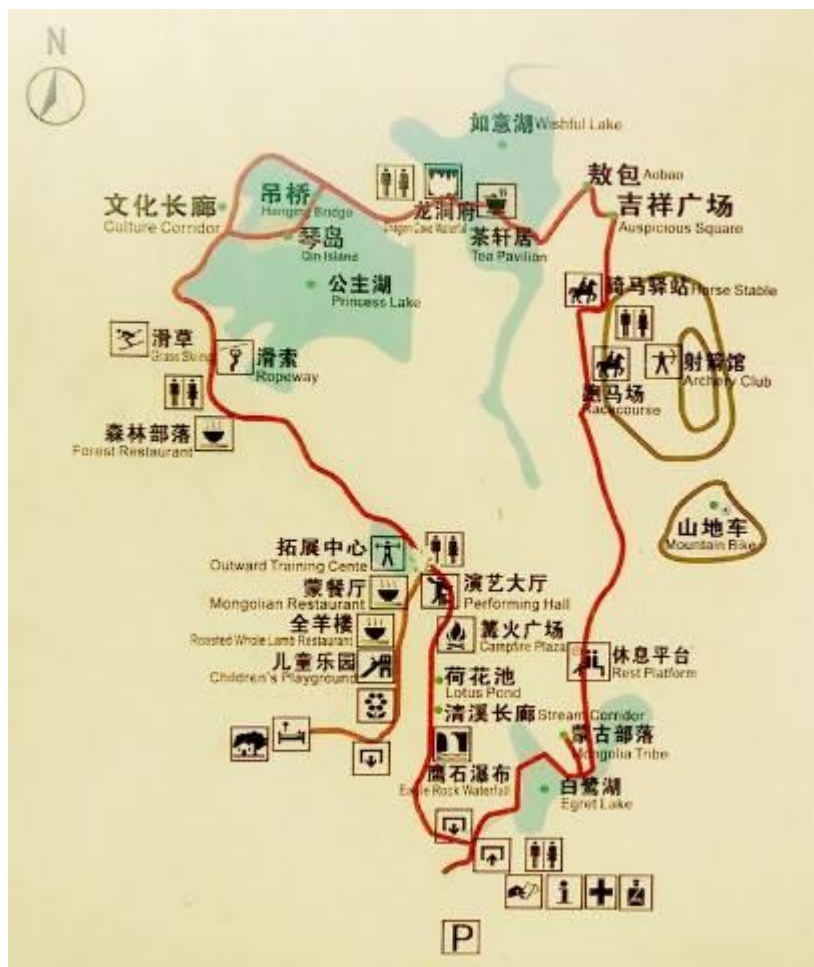 N
如意湖 Wishful Lake
敖包 Aobao
文化长廊
Culture Corridor
吊桥
Hanging Bridge
龙洞府
Dragon Cave Waterfall
茶轩居
Tea Pavilion
吉祥广场
Auspicious Square
琴岛
Qin Island
公主湖
Princess Lake
骑马驿站 Horse Stable
滑草
Grass Skiing
滑索
Ropeway
跑马场
Racecourse
射箭馆
Archery Club
森林部落
Forest Restaurant
山地车
Mountain Bike
拓展中心
Outward Training Cente
蒙餐厅
Mongolian Restaurant
演艺大厅
Performing Hall
全羊楼
Roasted Whole Lamb Restaurant
篝火广场
Campfire Plaza
儿童乐园
Children's Playground
休息平台
Rest Platform
荷花池
Lotus Pond
清溪长廊 Stream Corridor
蒙古部落
Mongolia Tribe
鹰石瀑布
Eagle Rock Waterfall
白鹭湖
Egret Lake
i
P